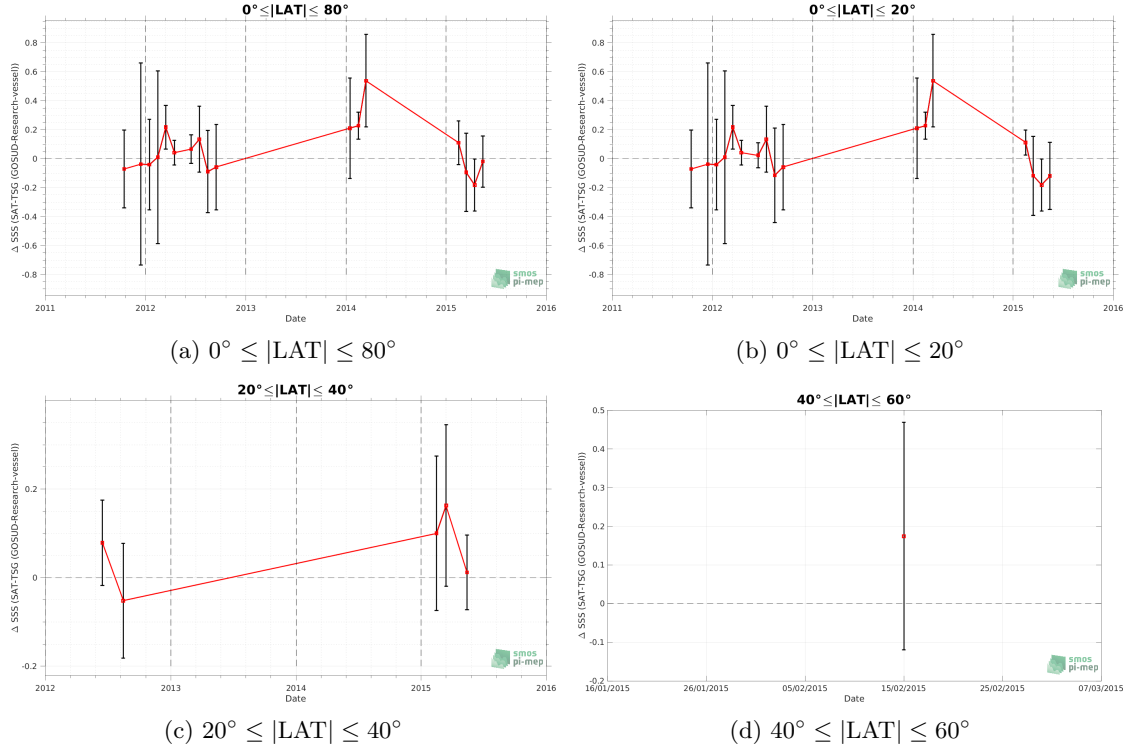 0°≤|LAT|≤ 80°
Δ SSS (SAT-TSG (GOSUD-Research-vessel))
0.8
0.6
0.4
0.2
0
-0.2
-0.4
-0.6
-0.8
smos
pi-mep
2011 2012 2013 2014 2015 2016
Date
(a) 0° ≤ |LAT| ≤ 80°
0°≤|LAT|≤ 20°
Δ SSS (SAT-TSG (GOSUD-Research-vessel))
0.8
0.6
0.4
0.2
0
-0.2
-0.4
-0.6
-0.8
smos
pi-mep
2011 2012 2013 2014 2015 2016
Date
(b) 0° ≤ |LAT| ≤ 20°
20°≤|LAT|≤ 40°
Δ SSS (SAT-TSG (GOSUD-Research-vessel))
0.2
0
-0.2
smos
pi-mep
2012 2013 2014 2015 2016
Date
(c) 20° ≤ |LAT| ≤ 40°
40°≤|LAT|≤ 60°
Δ SSS (SAT-TSG (GOSUD-Research-vessel))
0.5
0.4
0.3
0.2
0.1
0
-0.1
-0.2
smos
pi-mep
16/01/2015 26/01/2015 05/02/2015 15/02/2015 25/02/2015 07/03/2015
Date
(d) 40° ≤ |LAT| ≤ 60°